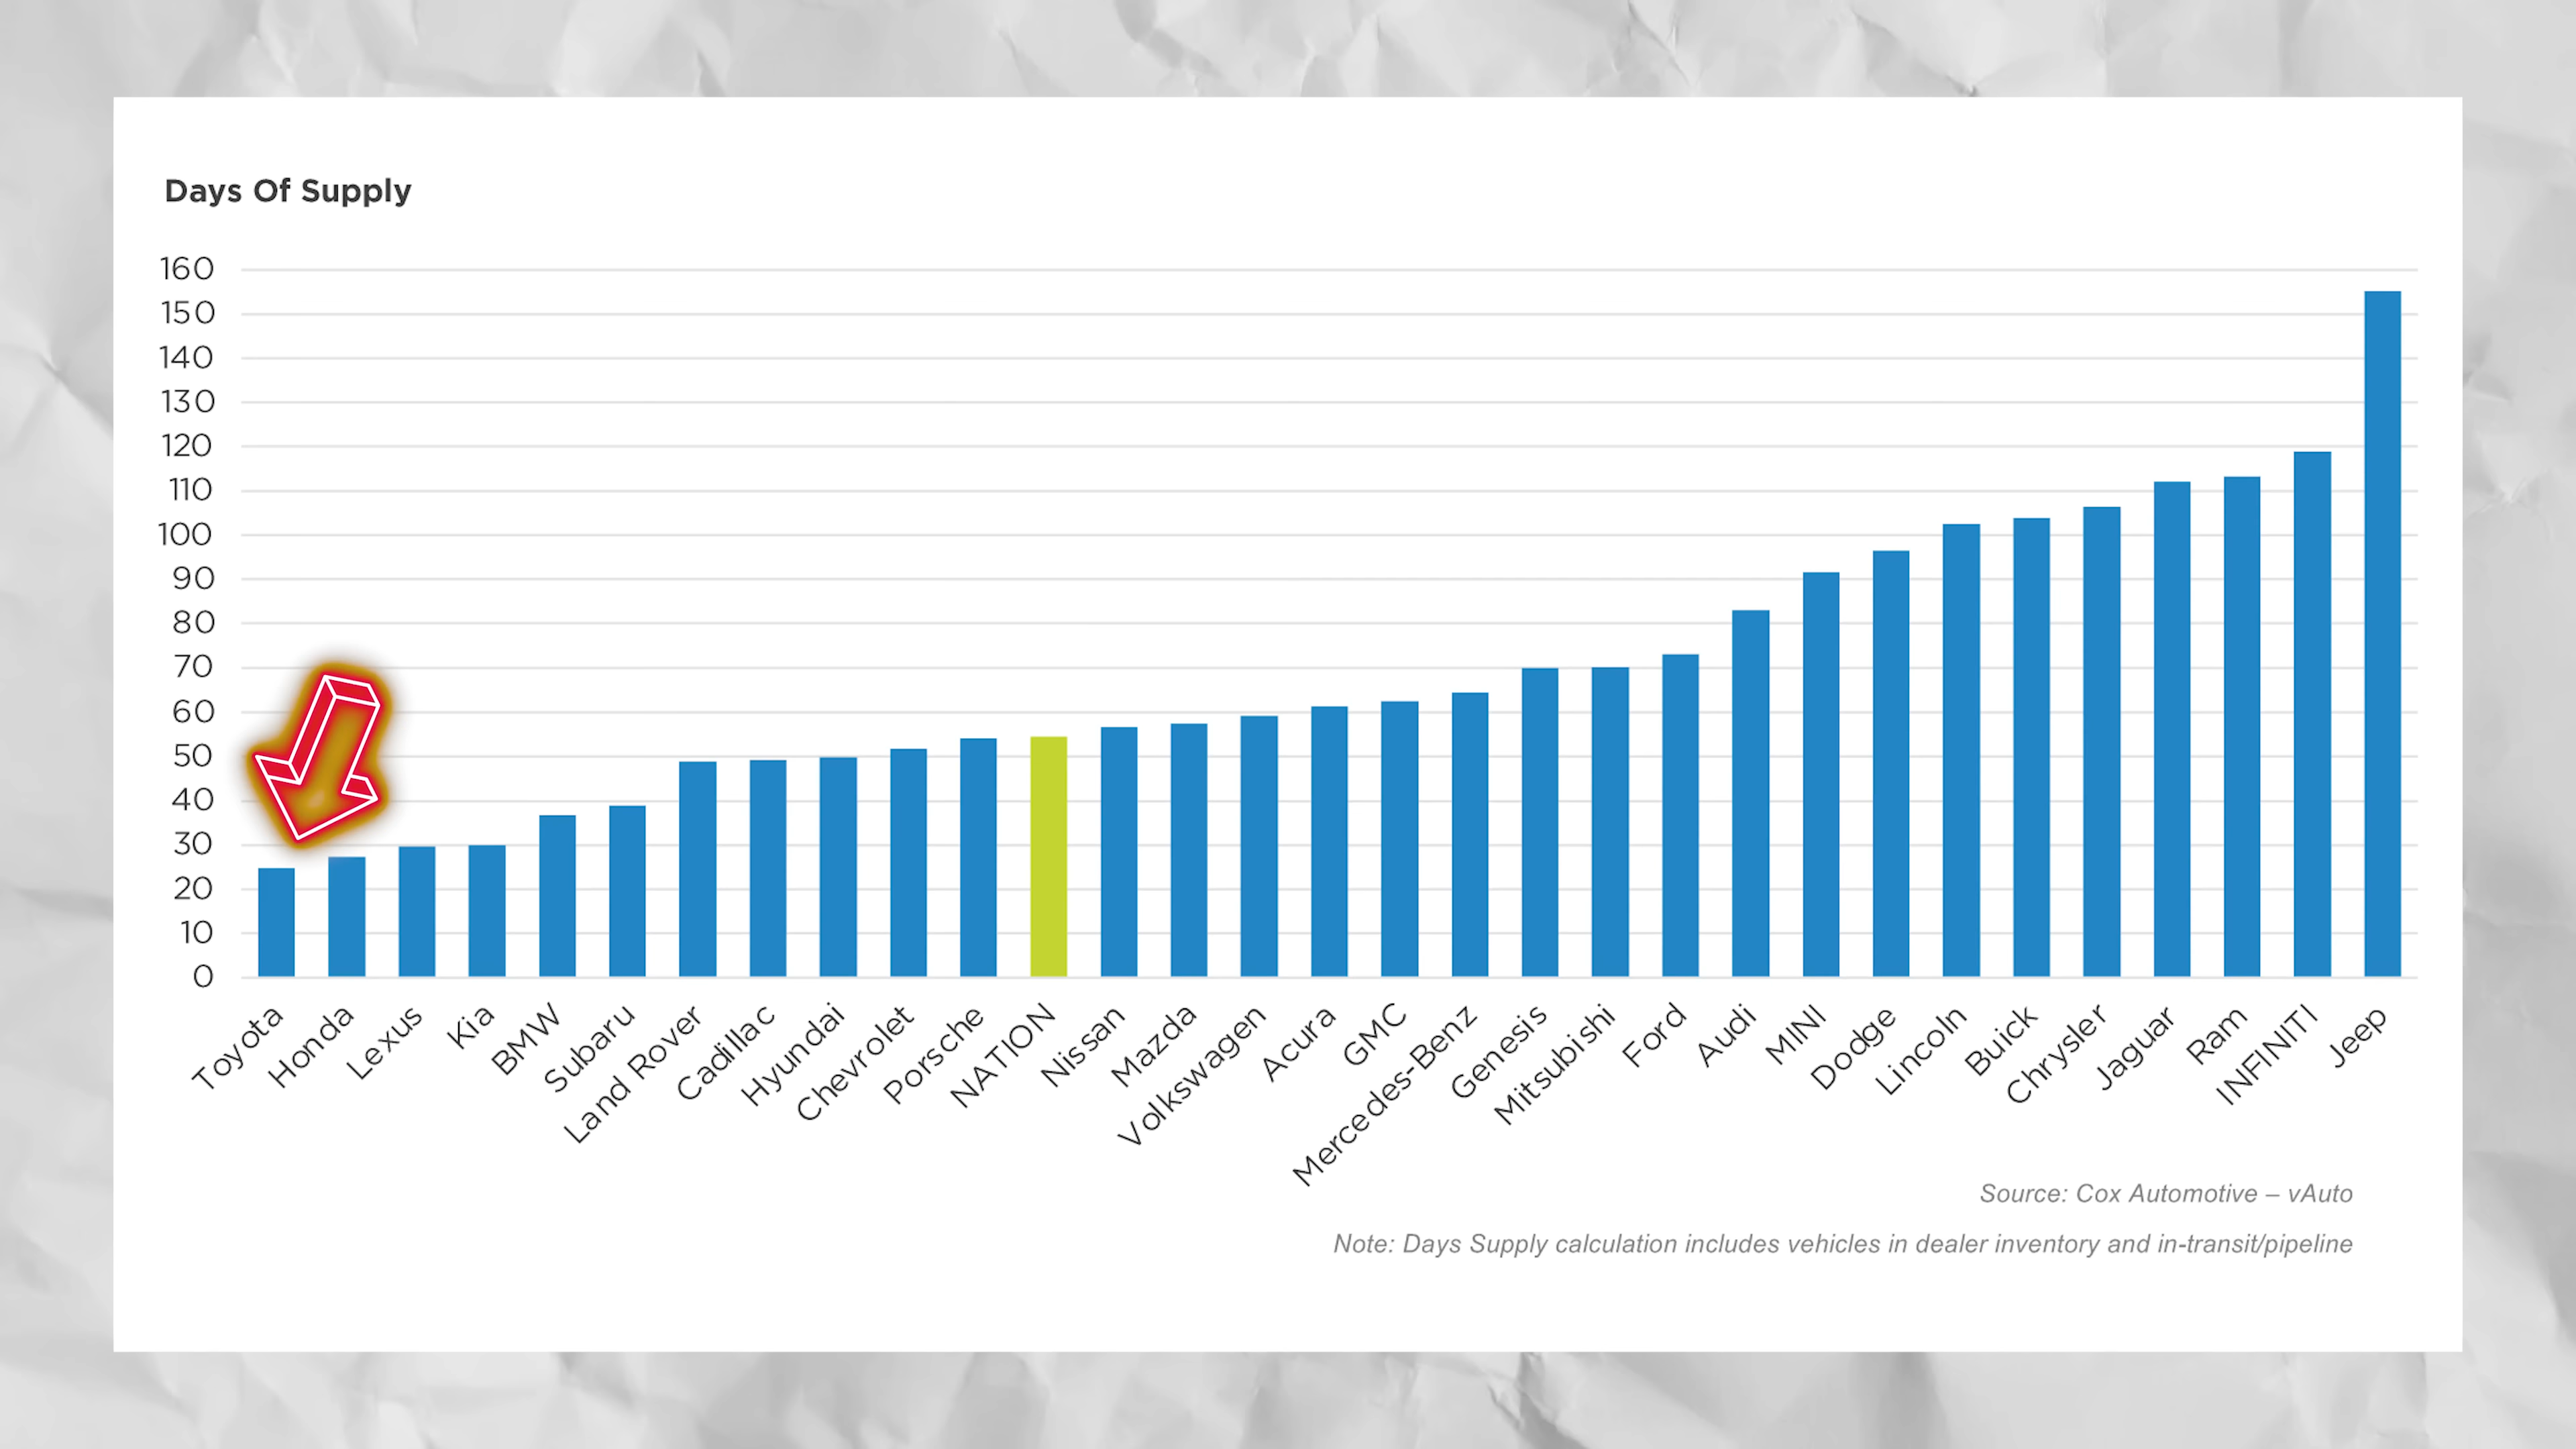 Days Of Supply
160
150
140
130
120
110
100
90
80
70
60
50
40
30
20
10
0
Toyota
Honda
Lexus
Kia
BMW
Subaru
Land Rover
Cadillac
Hyundai
Chevrolet
Porsche
NATION
Nissan
Mazda
Volkswagen
Acura
GMC
Mercedes-Benz
Genesis
Mitsubishi
Ford
Audi
MINI
Dodge
Lincoln
Buick
Chrysler
Jaguar
Ram
INFINITI
Jeep
Source: Cox Automotive – vAuto
Note: Days Supply calculation includes vehicles in dealer inventory and in-transit/pipeline